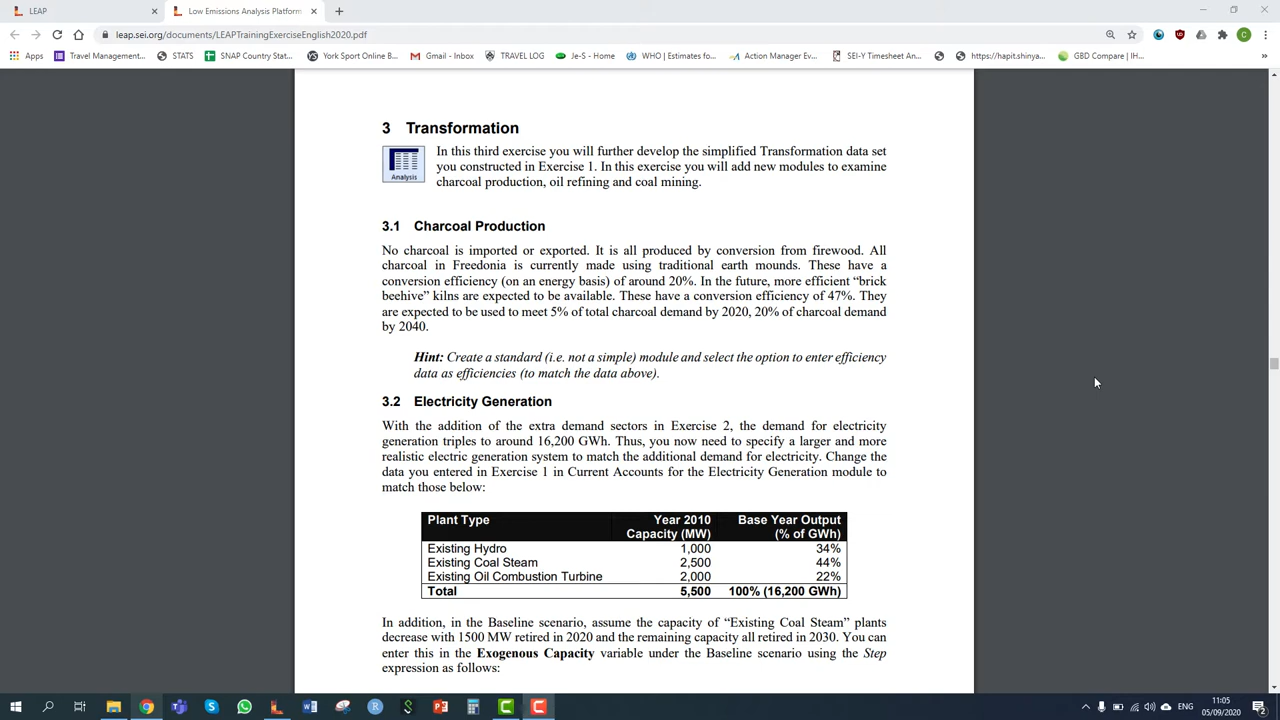 LEAP
Low Emissions Analysis Platform
leap.sei.org/documents/LEAPTrainingExerciseEnglish2020.pdf
Apps
Travel Management...
STATS
SNAP Country Stat...
York Sport Online B...
Gmail - Inbox
TRAVEL LOG
Je-S - Home
WHO | Estimates fo...
Action Manager Ev...
SEI-Y Timesheet An...
https://hapit.shinya...
GBD Compare | IH...
3 Transformation
Analysis
In this third exercise you will further develop the simplified Transformation data set
you constructed in Exercise 1. In this exercise you will add new modules to examine
charcoal production, oil refining and coal mining.
3.1 Charcoal Production
No charcoal is imported or exported. It is all produced by conversion from firewood. All
charcoal in Freedonia is currently made using traditional earth mounds. These have a
conversion efficiency (on an energy basis) of around 20%. In the future, more efficient “brick
beehive” kilns are expected to be available. These have a conversion efficiency of 47%. They
are expected to be used to meet 5% of total charcoal demand by 2020, 20% of charcoal demand
by 2040.
Hint: Create a standard (i.e. not a simple) module and select the option to enter efficiency
data as efficiencies (to match the data above).
3.2 Electricity Generation
With the addition of the extra demand sectors in Exercise 2, the demand for electricity
generation triples to around 16,200 GWh. Thus, you now need to specify a larger and more
realistic electric generation system to match the additional demand for electricity. Change the
data you entered in Exercise 1 in Current Accounts for the Electricity Generation module to
match those below:
Plant Type Year 2010 Base Year Output
Capacity (MW) (% of GWh)
Existing Hydro 1,000 34%
Existing Coal Steam 2,500 44%
Existing Oil Combustion Turbine 2,000 22%
Total 5,500 100% (16,200 GWh)
In addition, in the Baseline scenario, assume the capacity of “Existing Coal Steam” plants
decrease with 1500 MW retired in 2020 and the remaining capacity all retired in 2030. You can
enter this in the Exogenous Capacity variable under the Baseline scenario using the Step
expression as follows:
ENG
11:05
05/09/2020
2